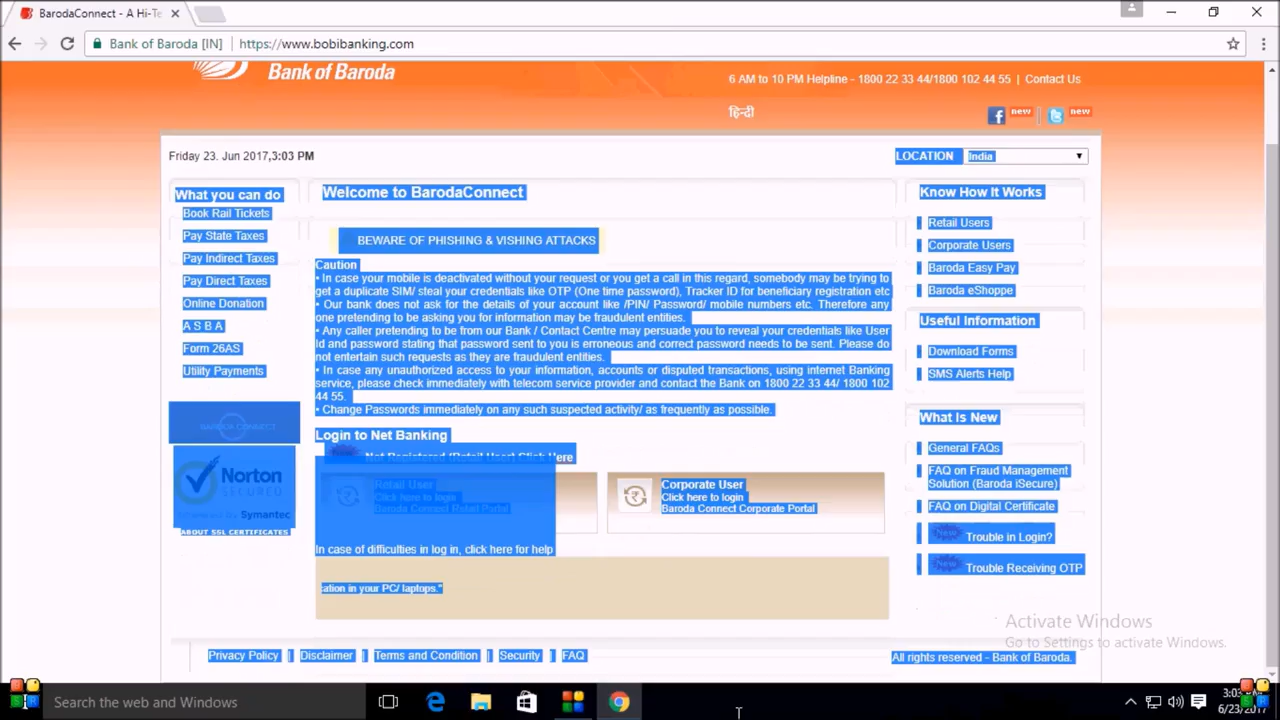 BarodaConnect - A Hi-Te
Bank of Baroda [IN]
https://www.bobibanking.com
Bank of Baroda
6 AM to 10 PM Helpline - 1800 22 33 44/1800 102 44 55 | Contact Us
हिन्दी
new
new
Friday 23. Jun 2017,3:03 PM
LOCATION
India
What you can do
Book Rail Tickets
Pay State Taxes
Pay Indirect Taxes
Pay Direct Taxes
Online Donation
A S B A
Form 26AS
Utility Payments
BARODA CONNECT
Norton
SECURED
Symantec
ABOUT SSL CERTIFICATES
Welcome to BarodaConnect
BEWARE OF PHISHING & VISHING ATTACKS
Caution
• In case your mobile is deactivated without your request or you get a call in this regard, somebody may be trying to
get a duplicate SIM/ steal your credentials like OTP (One time password), Tracker ID for beneficiary registration etc
• Our bank does not ask for the details of your account like /PIN/ Password/ mobile numbers etc. Therefore any
one pretending to be asking you for information may be fraudulent entities.
• Any caller pretending to be from our Bank / Contact Centre may persuade you to reveal your credentials like User
Id and password stating that password sent to you is erroneous and correct password needs to be sent. Please do
not entertain such requests as they are fraudulent entities.
• In case any unauthorized access to your information, accounts or disputed transactions, using internet Banking
service, please check immediately with telecom service provider and contact the Bank on 1800 22 33 44/ 1800 102
44 55.
• Change Passwords immediately on any such suspected activity/ as frequently as possible.
Login to Net Banking
Not Registered (Retail User) Click Here
Retail User
Click here to login
Baroda Connect Retail Portal
Corporate User
Click here to login
Baroda Connect Corporate Portal
In case of difficulties in log in, click here for help
ation in your PC/ laptops."
Know How It Works
Retail Users
Corporate Users
Baroda Easy Pay
Baroda eShoppe
Useful Information
Download Forms
SMS Alerts Help
What Is New
General FAQs
FAQ on Fraud Management
Solution (Baroda iSecure)
FAQ on Digital Certificate
New Trouble in Login?
New Trouble Receiving OTP
Activate Windows
Go to Settings to activate Windows.
Privacy Policy | Disclaimer | Terms and Condition | Security | FAQ
All rights reserved - Bank of Baroda.
Search the web and Windows
3:03
6/23/2017